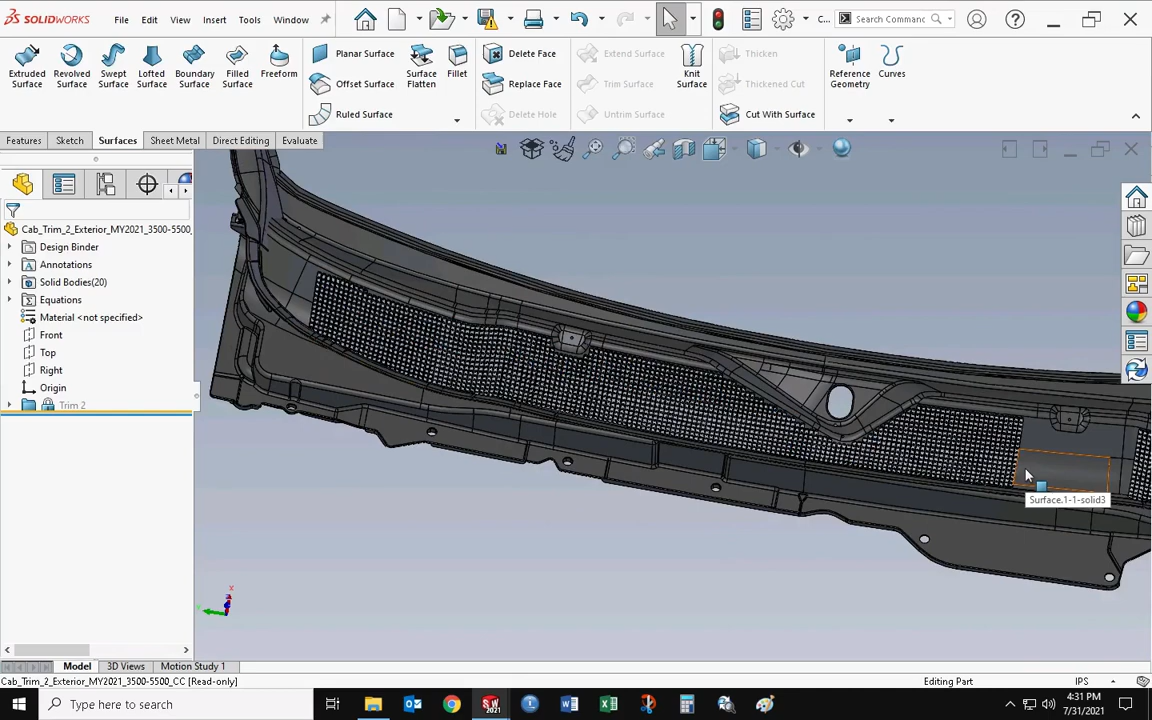 SOLIDWORKS File Edit View Insert Tools Window C... Search Commanc
Extruded Surface Revolved Surface Swept Surface Lofted Surface Boundary Surface Filled Surface Freeform
Planar Surface
Offset Surface
Ruled Surface
Surface Flatten Fillet
Delete Face
Replace Face
Delete Hole
Extend Surface
Trim Surface
Untrim Surface
Knit Surface
Thicken
Thickened Cut
Cut With Surface
Reference Geometry Curves
Features Sketch Surfaces Sheet Metal Direct Editing Evaluate
Cab_Trim_2_Exterior_MY2021_3500-5500_
Design Binder
Annotations
Solid Bodies(20)
Equations
Material <not specified>
Front
Top
Right
Origin
Trim 2
Surface.1-1-solid3
Model 3D Views Motion Study 1
Cab_Trim_2_Exterior_MY2021_3500-5500_CC [Read-only] Editing Part IPS
Type here to search
4:31 PM
7/31/2021